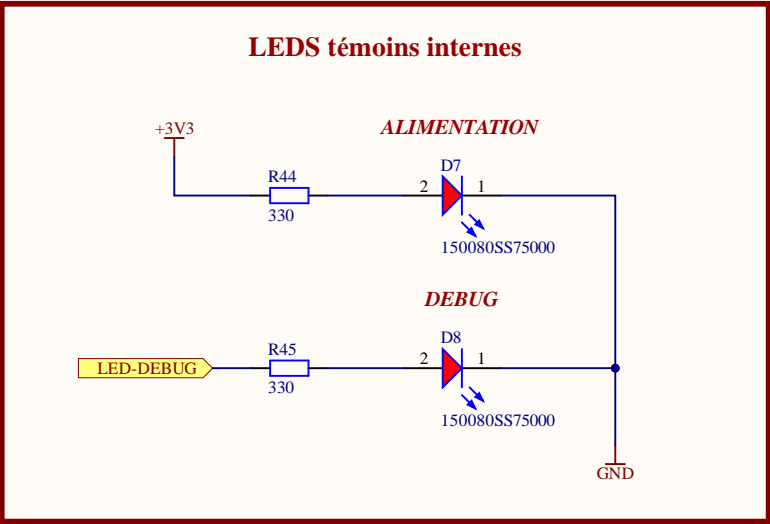 LEDS témoins internes
+3V3
ALIMENTATION
R44
330
2
D7
1
150080SS75000
DEBUG
LED-DEBUG
R45
330
2
D8
1
150080SS75000
GND